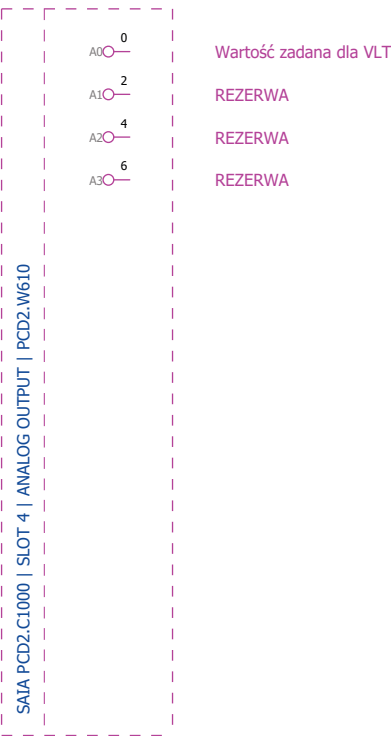 0
A0 Wartość zadana dla VLT
2
A1 REZERWA
4
A2 REZERWA
6
A3 REZERWA
SAIA PCD2.C1000 | SLOT 4 | ANALOG OUTPUT | PCD2.W610